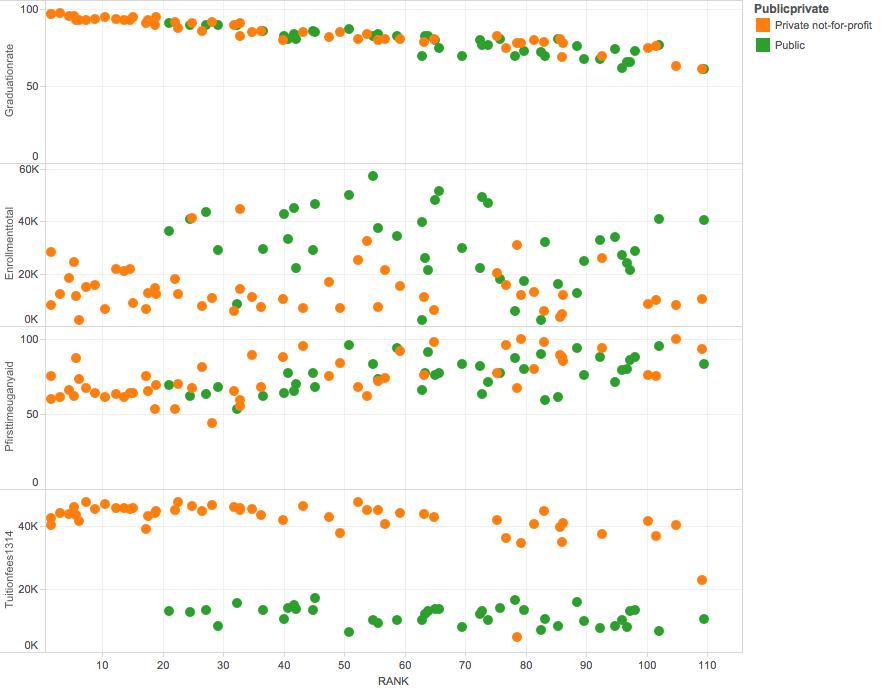 Publicprivate
Private not-for-profit
Public
Graduationrate
100
50
0
Enrollmenttotal
60K
40K
20K
0K
Pfirsttimeuganyaid
100
50
0
Tuitionfees1314
40K
20K
0K
10 20 30 40 50 60 70 80 90 100 110
RANK